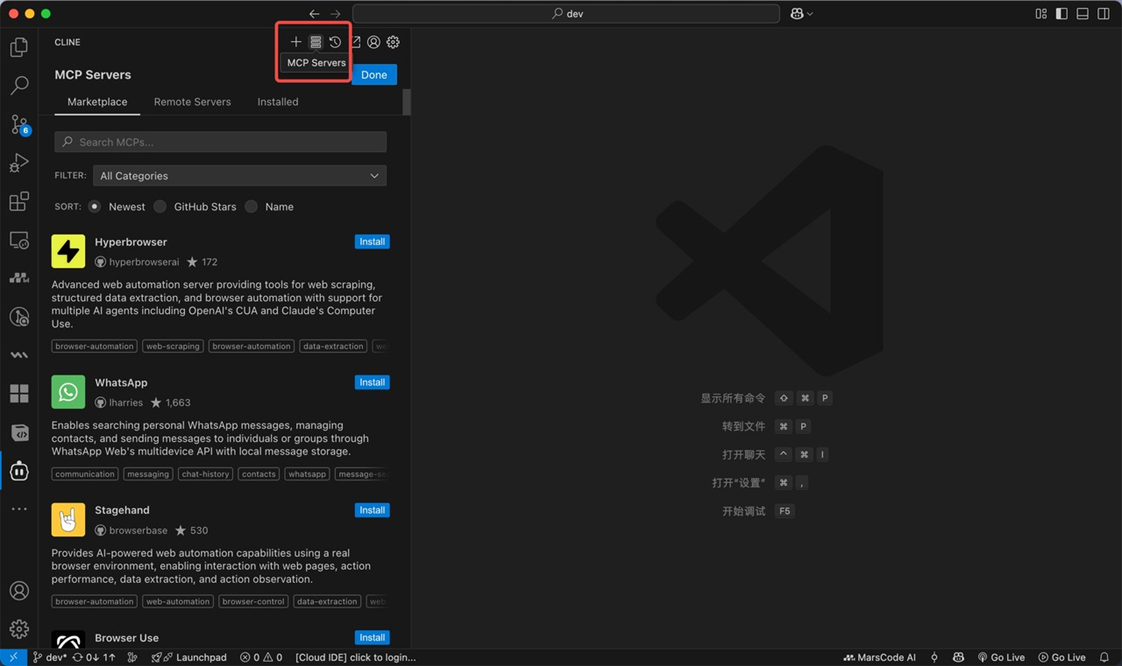 dev
CLINE
MCP Servers
MCP Servers
Done
Marketplace
Remote Servers
Installed
Search MCPs...
FILTER:
All Categories
SORT:
Newest
GitHub Stars
Name
Hyperbrowser
Install
hyperbrowserai
172
Advanced web automation server providing tools for web scraping,
structured data extraction, and browser automation with support for
multiple AI agents including OpenAI's CUA and Claude's Computer
Use.
browser-automation
web-scraping
browser-automation
data-extraction
WhatsApp
Install
lharries
1,663
Enables searching personal WhatsApp messages, managing
contacts, and sending messages to individuals or groups through
WhatsApp Web's multidevice API with local message storage.
communication
messaging
chat-history
contacts
whatsapp
message-se
Stagehand
Install
browserbase
530
Provides AI-powered web automation capabilities using a real
browser environment, enabling interaction with web pages, action
performance, data extraction, and action observation.
browser-automation
web-automation
browser-control
data-extraction
web
Browser Use
Install
6
显示所有命令 ⇧ ⌘ P
转到文件 ⌘ P
打开聊天 ^ ⌘ I
打开“设置” ⌘ ,
开始调试 F5
dev* 0↓ 1↑ Launchpad 0 0 [Cloud IDE] click to login...
MarsCode AI Go Live Go Live